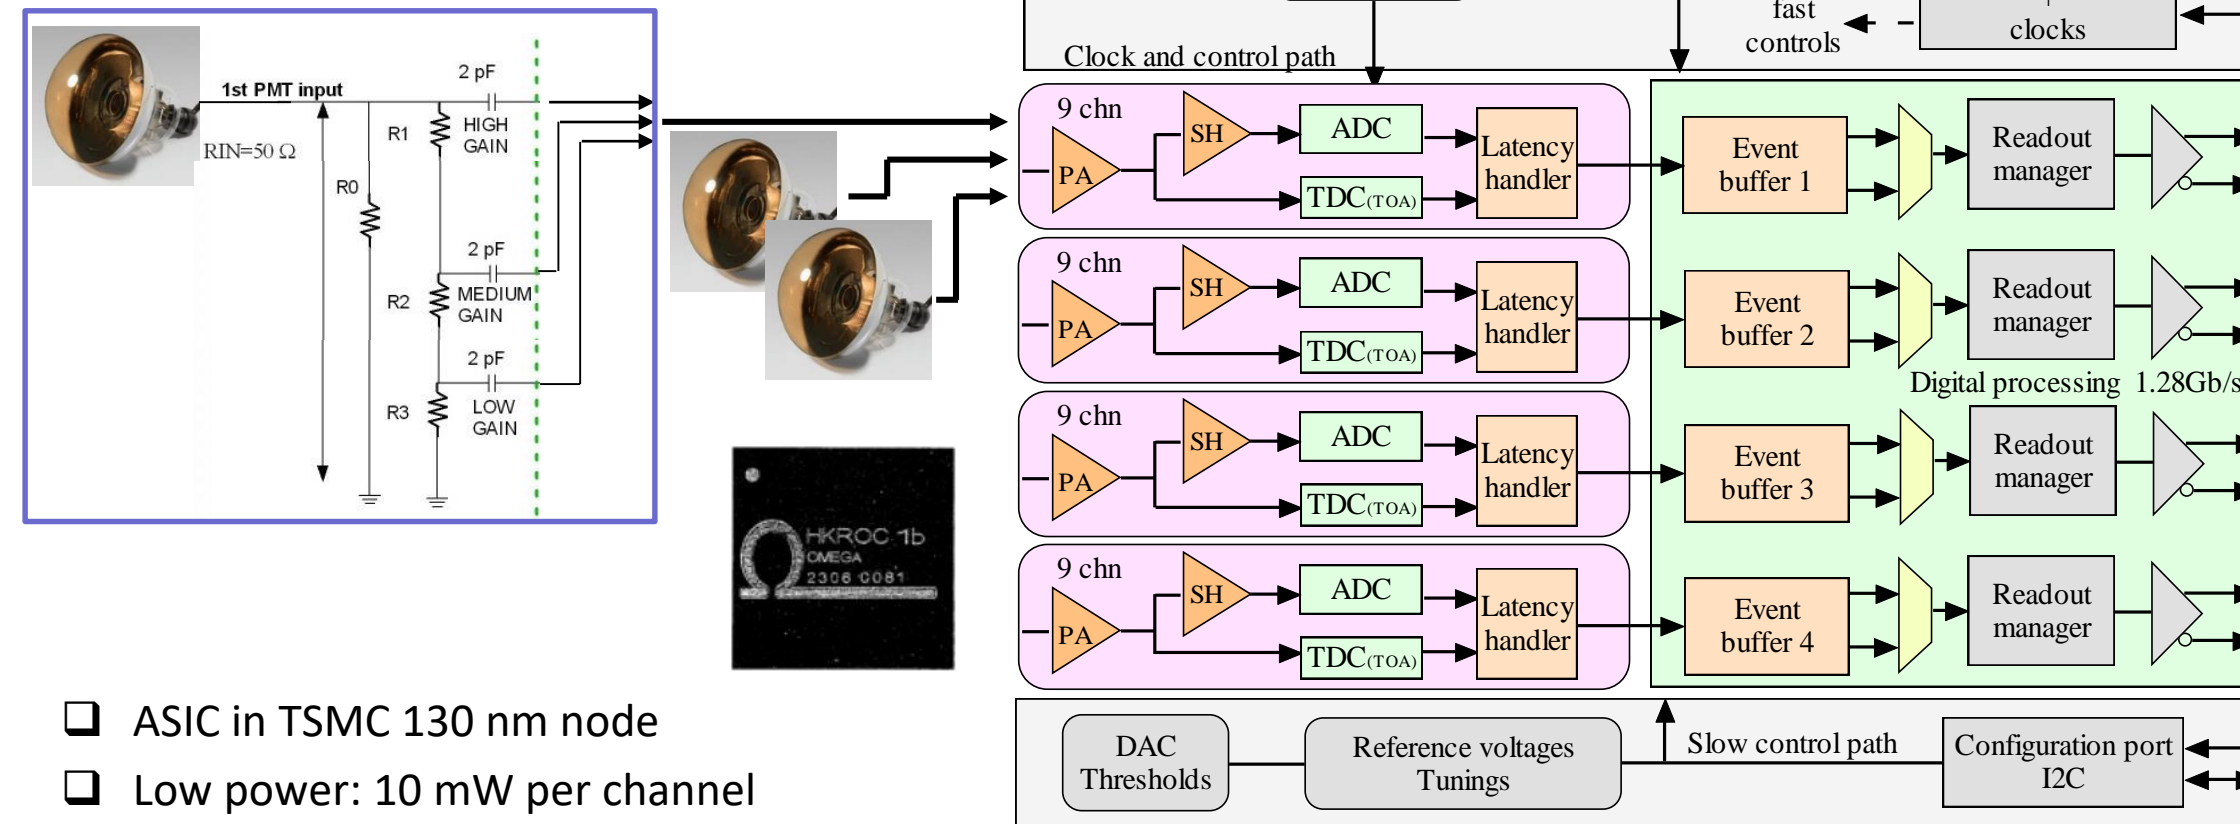 1st PMT input
RIN=50 Ω
R0
R1
2 pF
HIGH
GAIN
R2
2 pF
MEDIUM
GAIN
R3
2 pF
LOW
GAIN
HKROC 1b
OMEGA
2306 0081
ASIC in TSMC 130 nm node
Low power: 10 mW per channel
Clock and control path
fast
controls
clocks
9 chn
PA
SH
ADC
TDC(TOA)
Latency
handler
Event
buffer 1
Readout
manager
9 chn
PA
SH
ADC
TDC(TOA)
Latency
handler
Event
buffer 2
Readout
manager
Digital processing 1.28Gb/s
9 chn
PA
SH
ADC
TDC(TOA)
Latency
handler
Event
buffer 3
Readout
manager
9 chn
PA
SH
ADC
TDC(TOA)
Latency
handler
Event
buffer 4
Readout
manager
DAC
Thresholds
Reference voltages
Tunings
Slow control path
Configuration port
I2C